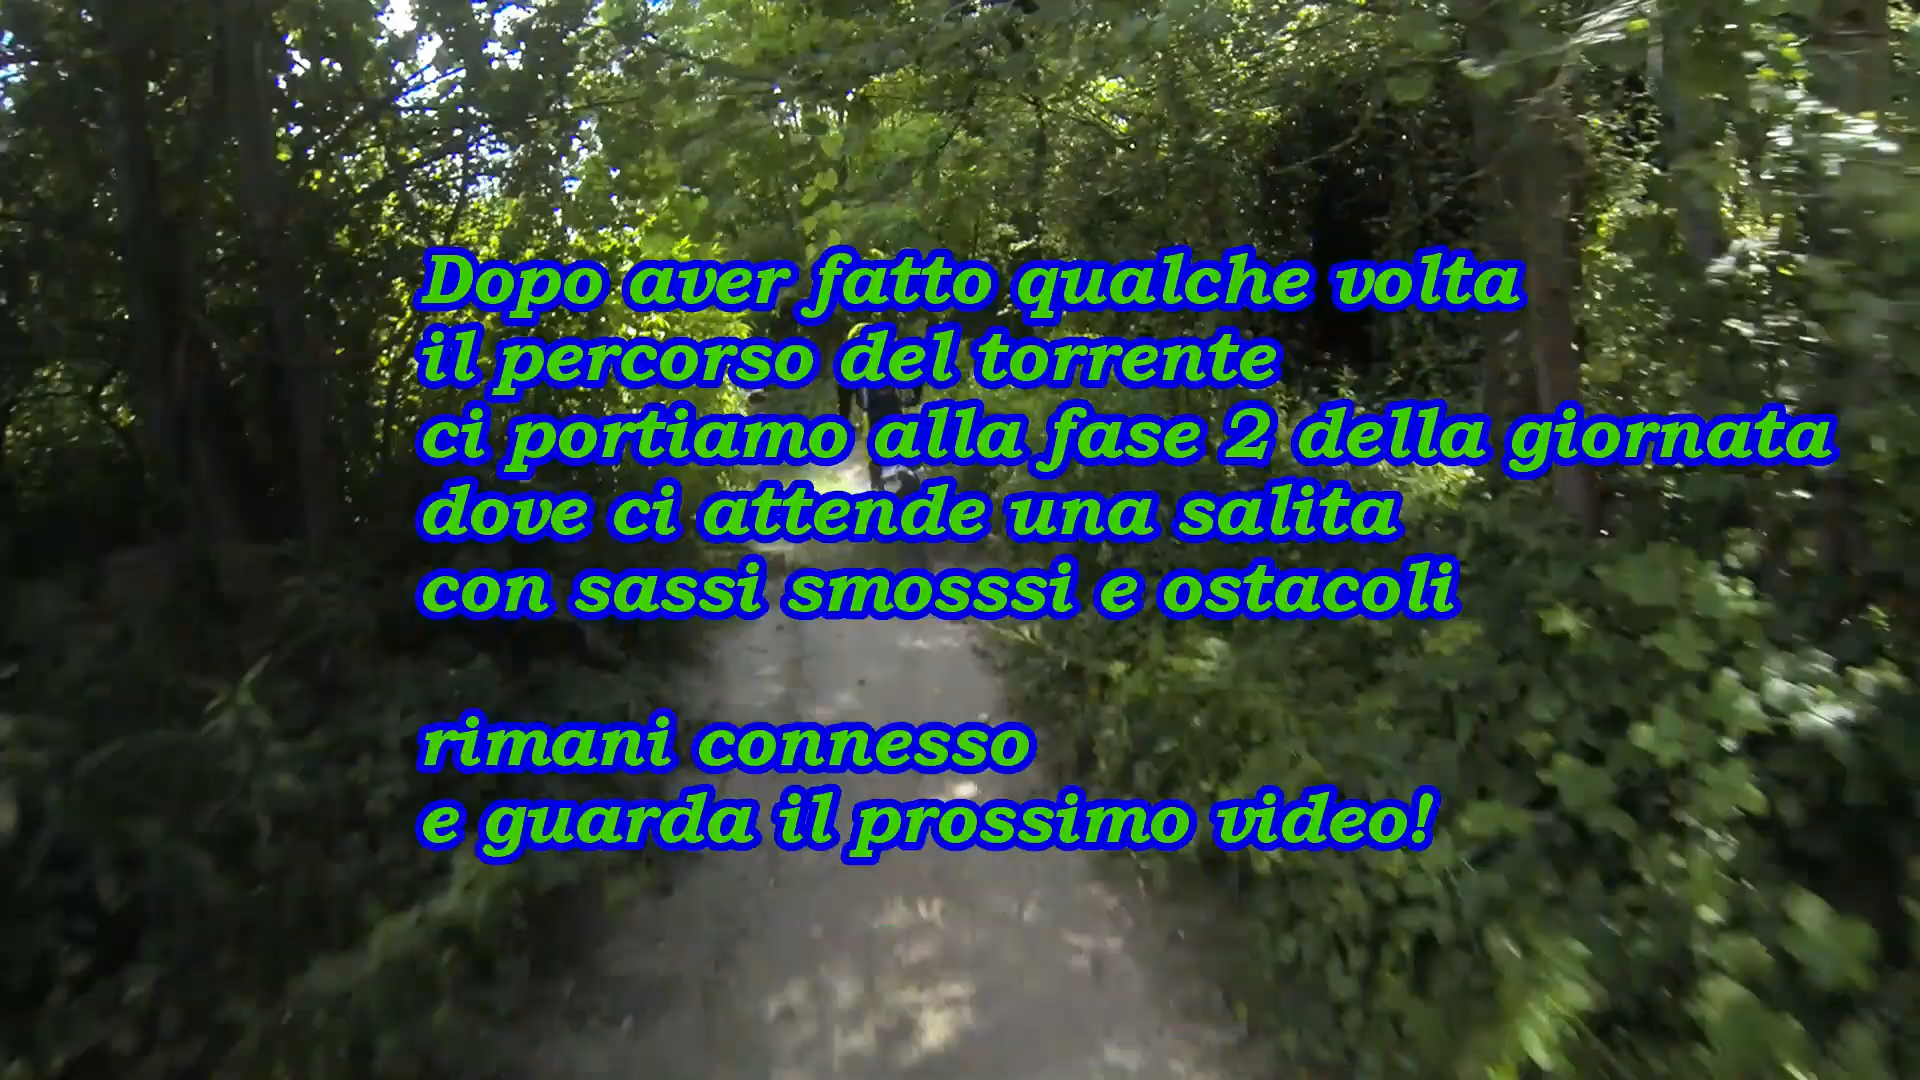 Dopo aver fatto qualche volta
il percorso del torrente
ci portiamo alla fase 2 della giornata
dove ci attende una salita
con sassi smosssi e ostacoli
rimani connesso
e guarda il prossimo video!